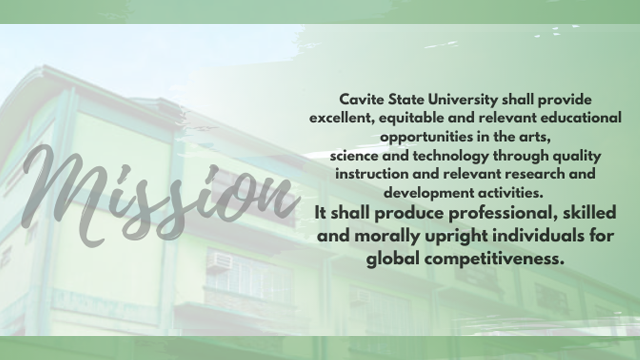 Mission
Cavite State University shall provide
excellent, equitable and relevant educational
opportunities in the arts,
science and technology through quality
instruction and relevant research and
development activities.
It shall produce professional, skilled
and morally upright individuals for
global competitiveness.